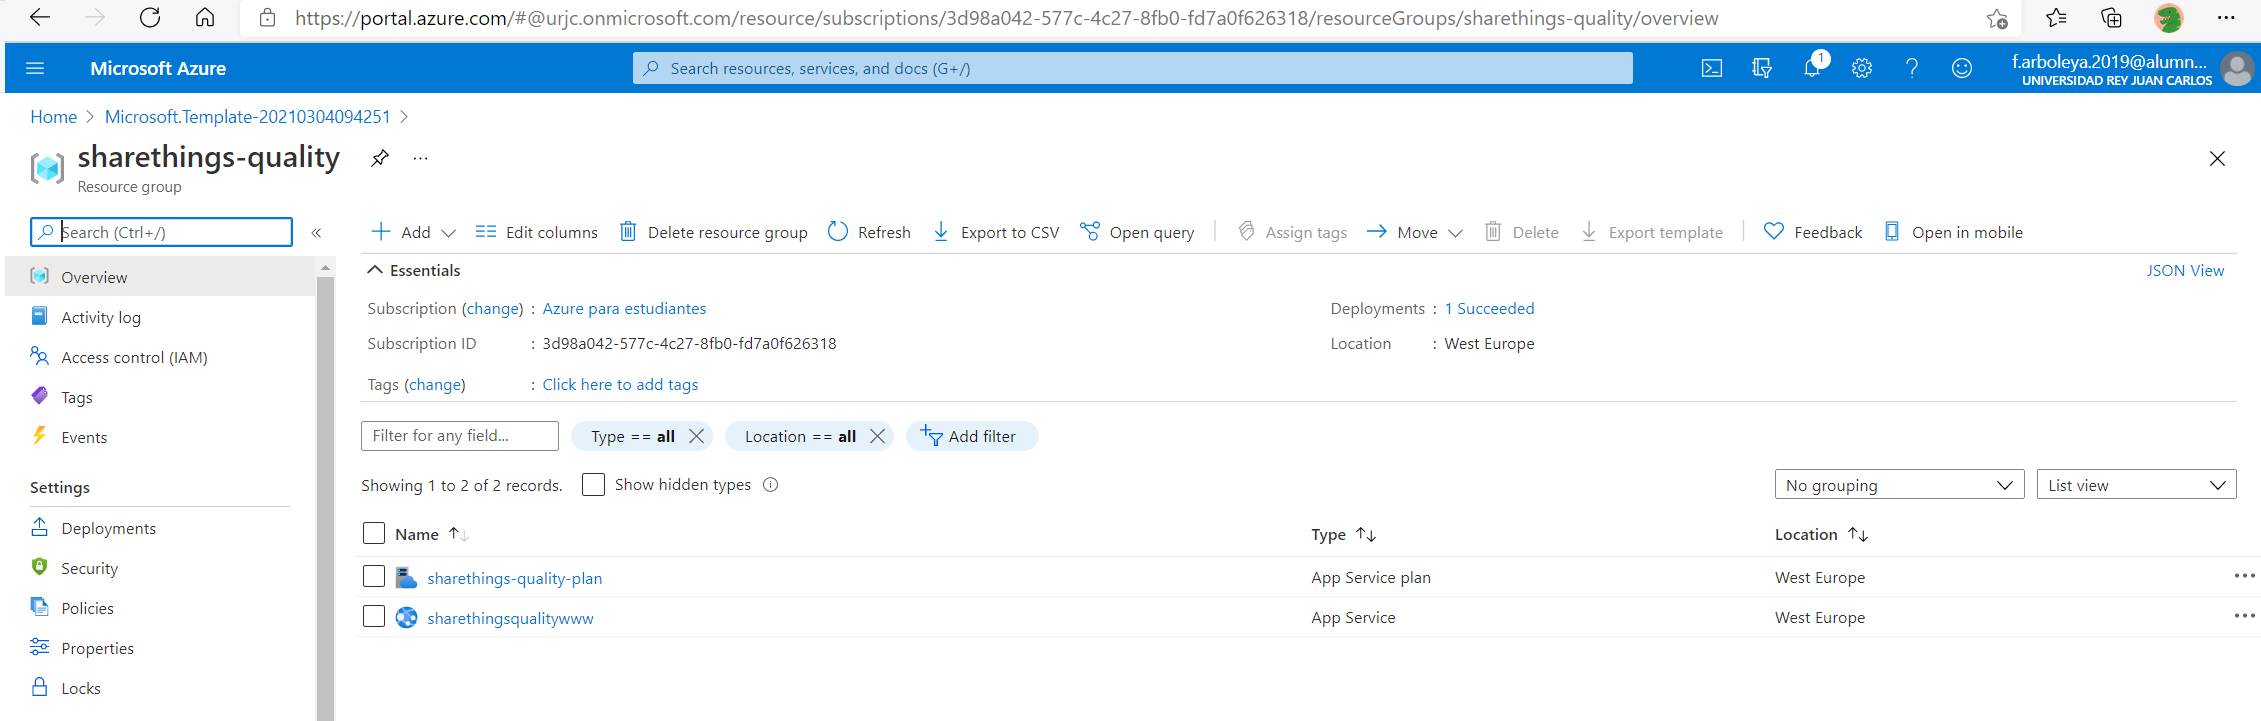 https://portal.azure.com/#@urjc.onmicrosoft.com/resource/subscriptions/3d98a042-577c-4c27-8fb0-fd7a0f626318/resourceGroups/sharethings-quality/overview
Microsoft Azure
Search resources, services, and docs (G+/)
1
f.arboleya.2019@alumn...
UNIVERSIDAD REY JUAN CARLOS
Home > Microsoft.Template-20210304094251 >
sharethings-quality
Resource group
Search (Ctrl+/)
«
Overview
Activity log
Access control (IAM)
Tags
Events
Settings
Deployments
Security
Policies
Properties
Locks
Add Edit columns Delete resource group Refresh Export to CSV Open query Assign tags Move Delete Export template Feedback Open in mobile
Essentials JSON View
Subscription (change) : Azure para estudiantes
Deployments : 1 Succeeded
Subscription ID : 3d98a042-577c-4c27-8fb0-fd7a0f626318
Location : West Europe
Tags (change) : Click here to add tags
Filter for any field... Type == all Location == all Add filter
Showing 1 to 2 of 2 records. Show hidden types No grouping List view
Name Type Location
sharethings-quality-plan App Service plan West Europe
sharethingsqualitywww App Service West Europe